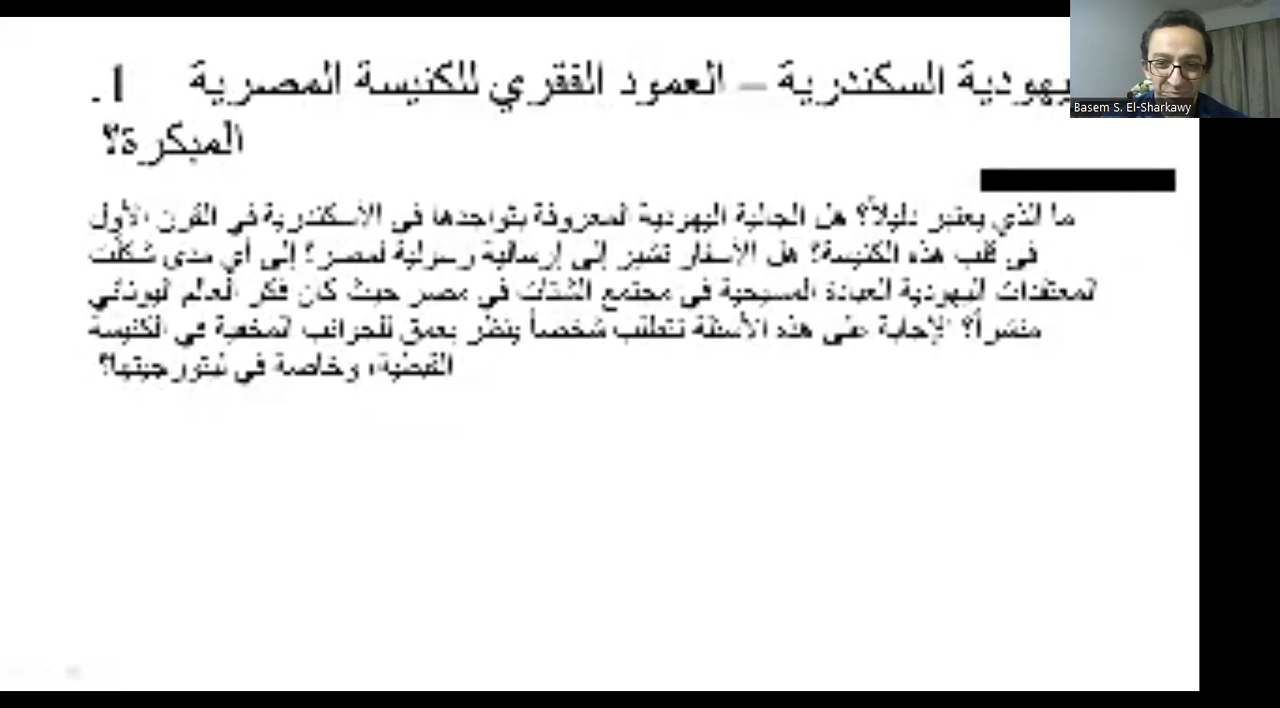 يهودية السكندرية – العمود الفقري للكنيسة المصرية .1
المبكرة؟
ما الذي يعتبر دليلاً؟ هل الجالية اليهودية المعروفة بتواجدها في الأسكندرية في القرن الأول
في قلب هذه الكنيسة؟ هل الأسفار تشير إلى إرسالية رسولية لمصر؟ إلى أي مدى شكلت
لمعتقدات اليهودية العبادة المسيحية في مجتمع الشتات في مصر حيث كان فكر العالم اليوناني
منتشراً؟ الإجابة على هذه الأسئلة تتطلب شخصاً ينظر بعمق للجوانب المخفية في الكنيسة
القبطية، وخاصة في ليتورجيتها؟
Basem S. El-Sharkawy